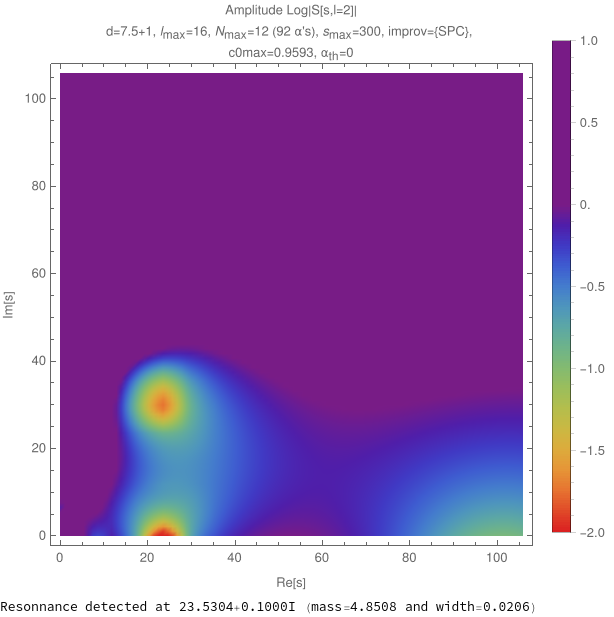 Amplitude Log|S[s,l=2]|
d=7.5+1, lmax=16, Nmax=12 (92 α's), smax=300, improv={SPC},
c0max=0.9593, αth=0
1.0
0.5
0.
-0.5
-1.0
-1.5
-2.0
100
80
60
40
20
0
Im[s]
0 20 40 60 80 100
Re[s]
Resonnance detected at 23.5304+0.1000I (mass=4.8508 and width=0.0206)